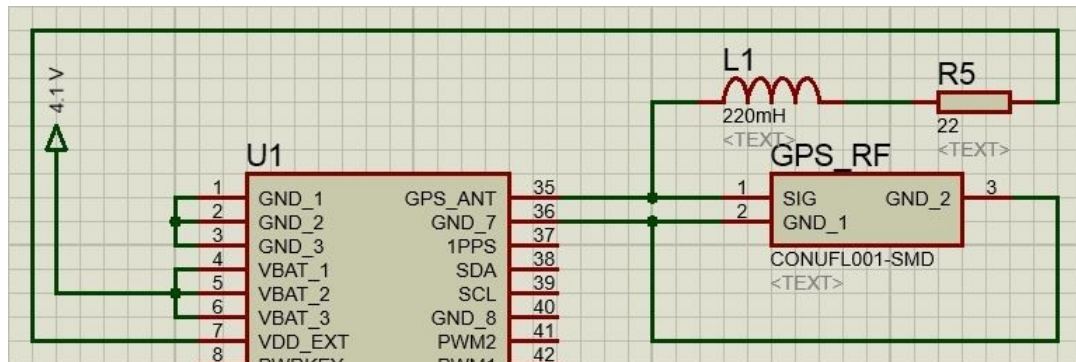 4.1 V
L1
220mH
<TEXT>
R5
22
<TEXT>
U1
GPS_RF
1 GND_1 GPS_ANT 35
2 GND_2 GND_7 36
3 GND_3 1PPS 37
4 VBAT_1 SDA 38
5 VBAT_2 SCL 39
6 VBAT_3 GND_8 40
7 VDD_EXT PWM2 41
8 PWRKEY PWM1 42
1 SIG GND_2 3
2 GND_1
CONUFL001-SMD
<TEXT>